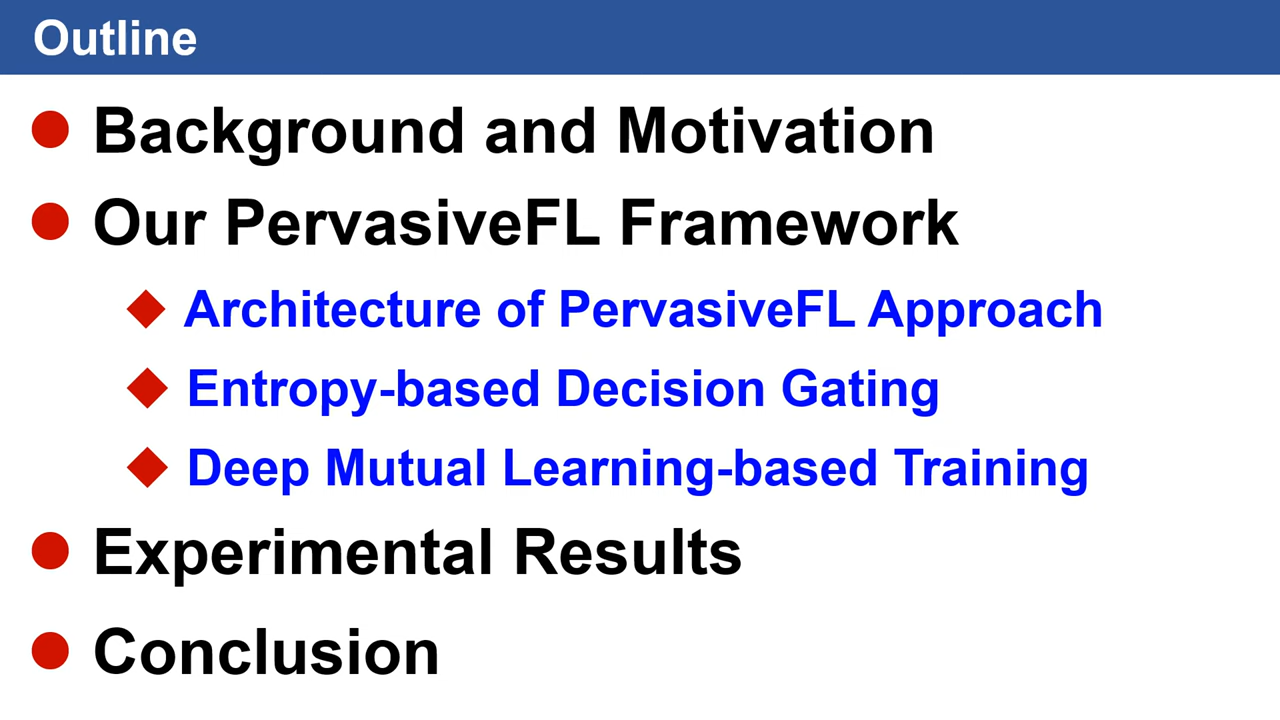 Outline
Background and Motivation
Our PervasiveFL Framework
Architecture of PervasiveFL Approach
Entropy-based Decision Gating
Deep Mutual Learning-based Training
Experimental Results
Conclusion